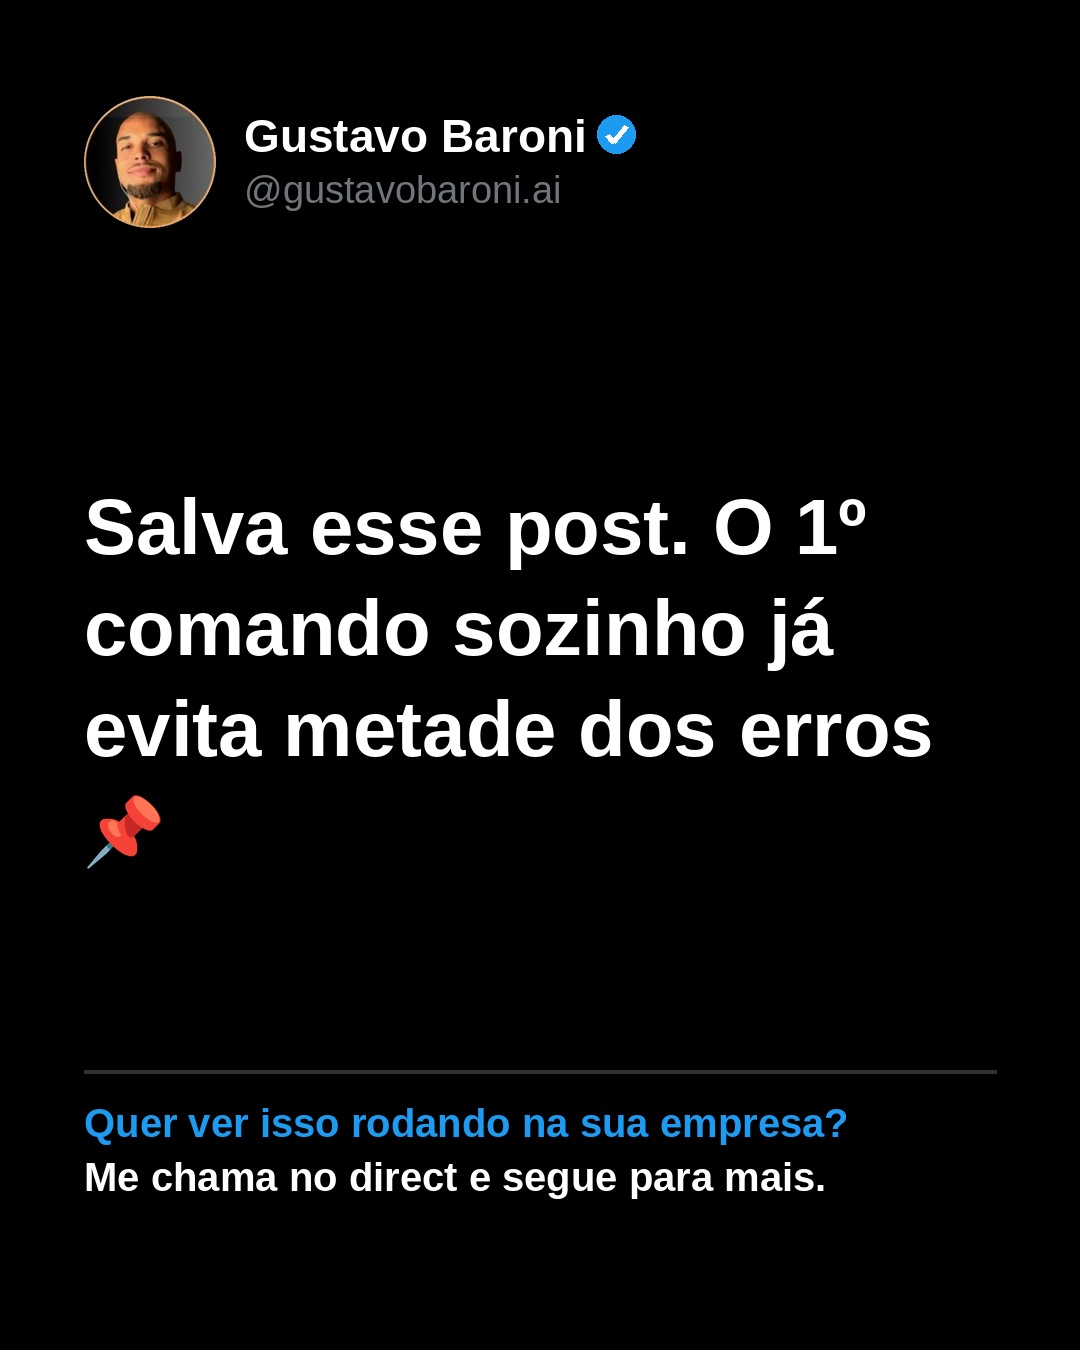 Gustavo Baroni
@gustavobaroni.ai
Salva esse post. O 1º
comando sozinho já
evita metade dos erros
📌
Quer ver isso rodando na sua empresa?
Me chama no direct e segue para mais.